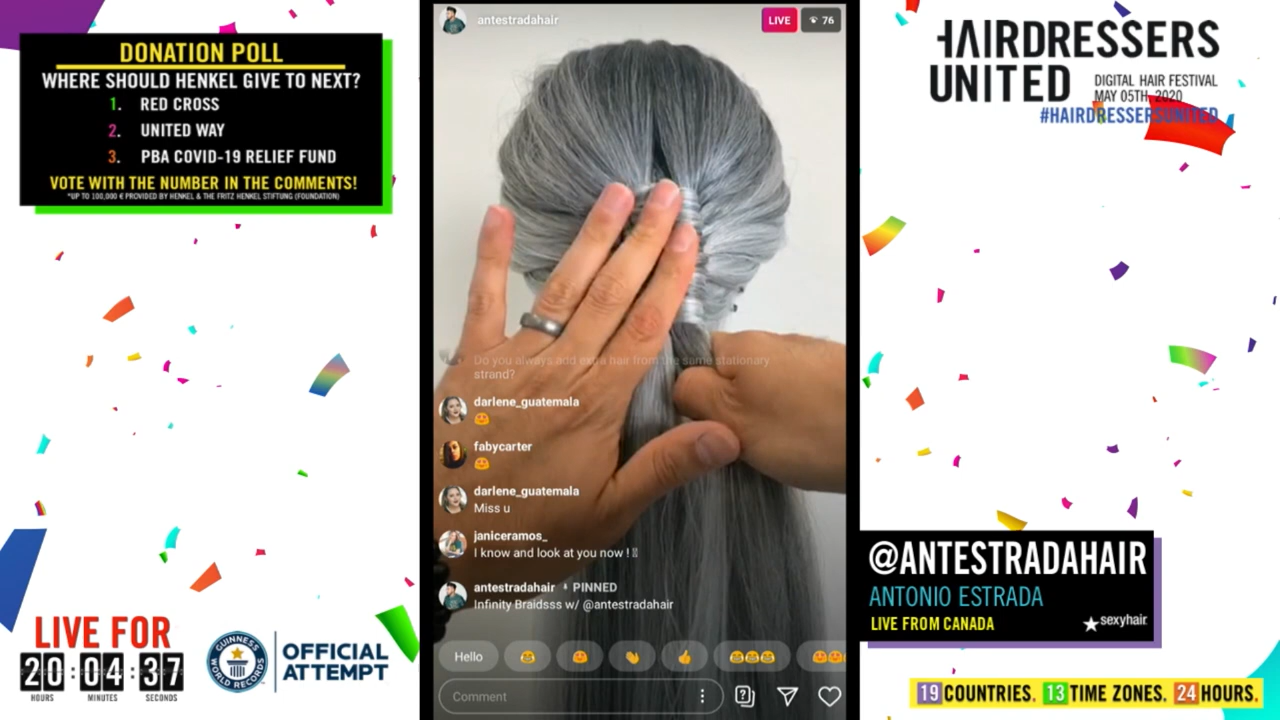 DONATION POLL
WHERE SHOULD HENKEL GIVE TO NEXT?
1. RED CROSS
2. UNITED WAY
3. PBA COVID-19 RELIEF FUND
VOTE WITH THE NUMBER IN THE COMMENTS!
*UP TO 100,000 € PROVIDED BY HENKEL & THE FRITZ HENKEL STIFTUNG (FOUNDATION)
LIVE FOR
20:04:37
HOURS MINUTES SECONDS
GUINNESS WORLD RECORDS
OFFICIAL
ATTEMPT
antestradahair
LIVE 76
Do you always add extra hair from the same stationary
strand?
darlene_guatemala
fabycarter
darlene_guatemala
Miss u
janiceramos_
I know and look at you now !
antestradahair PINNED
Infinity Braidsss w/ @antestradahair
Hello
Comment
HAIRDRESSERS
UNITED
DIGITAL HAIR FESTIVAL
MAY 05TH, 2020
#HAIRDRESSERSUNITED
@ANTESTRADAHAIR
ANTONIO ESTRADA
LIVE FROM CANADA
sexyhair
19 COUNTRIES. 13 TIME ZONES. 24 HOURS.